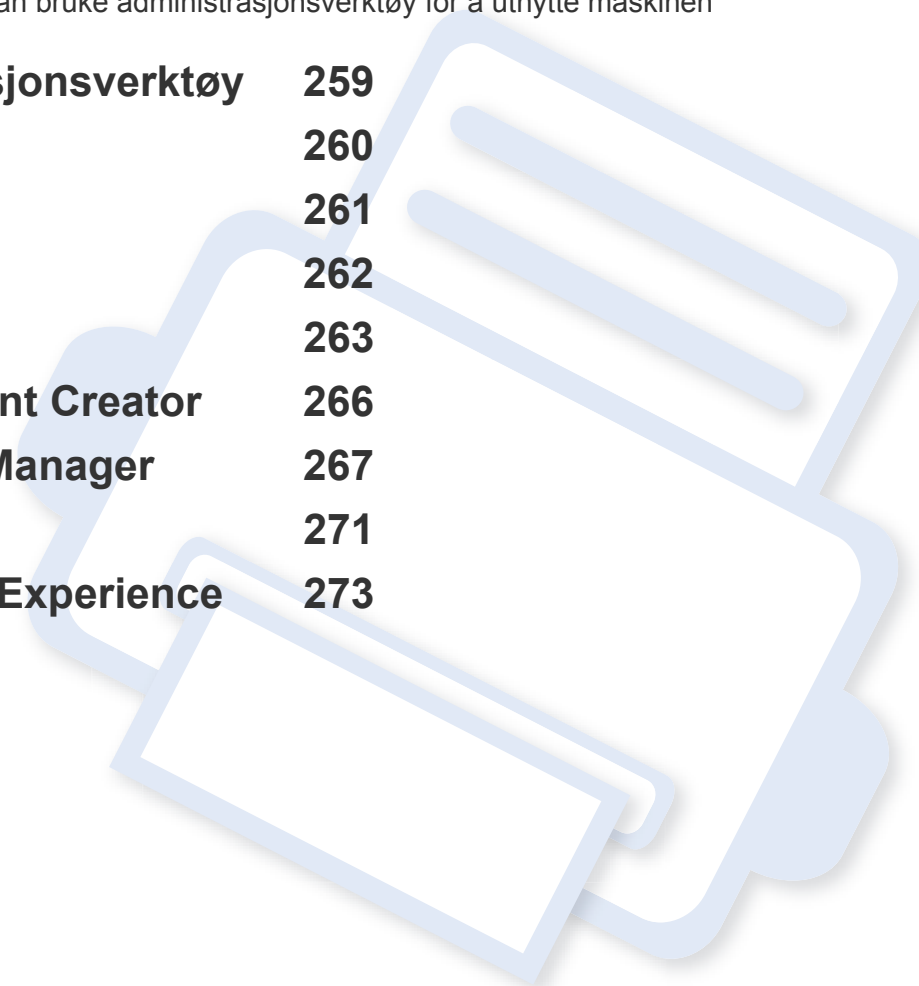 an bruke administrasjonsverktøy for å utnytte maskinen
sjonsverktøy 259
260
261
262
263
nt Creator 266
Manager 267
271
Experience 273